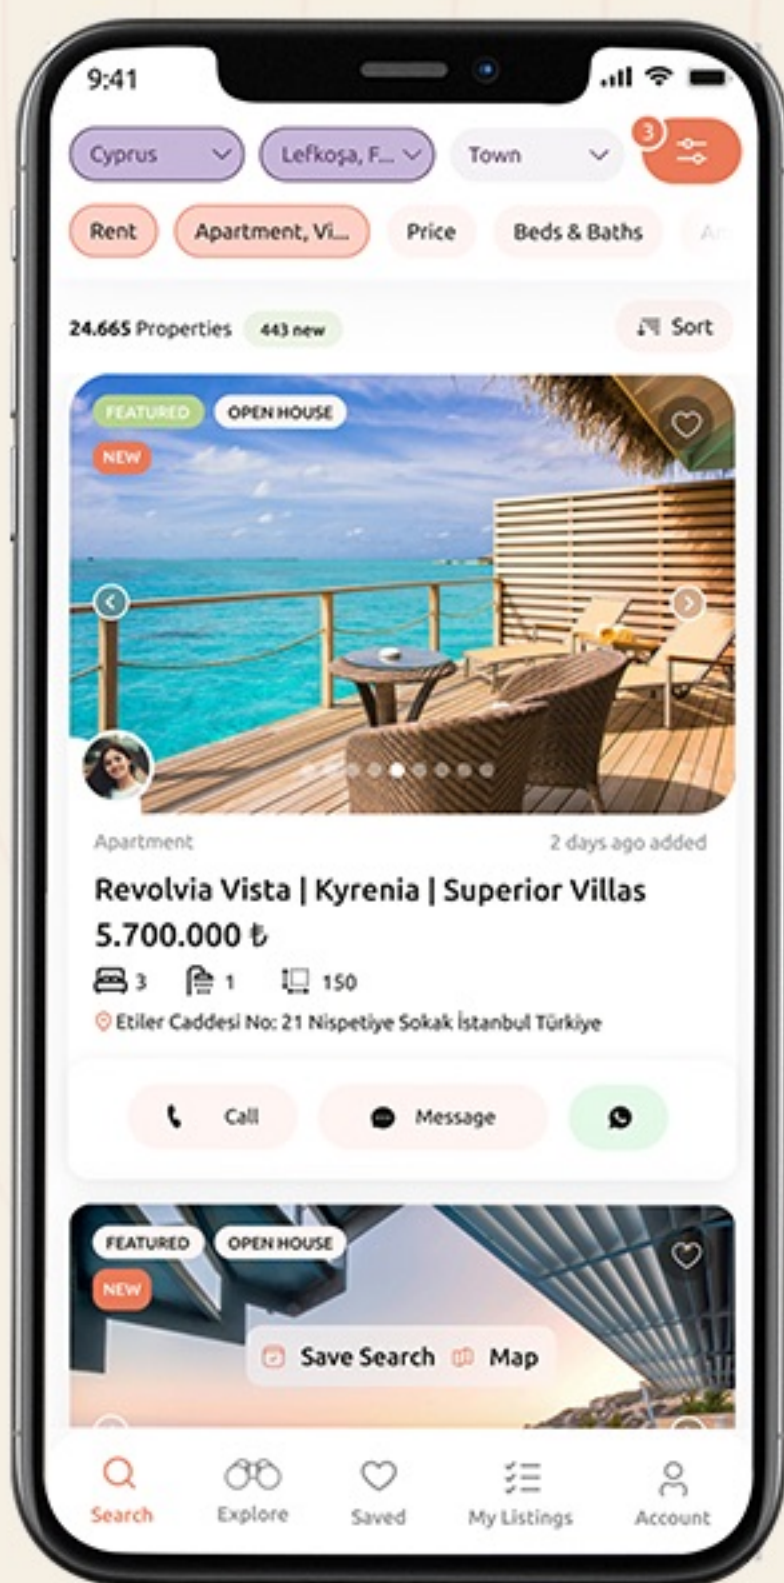 9:41
Cyprus Lefkoşa, F... Town 3
Rent Apartment, Vi... Price Beds & Baths
24.665 Properties 443 new Sort
FEATURED OPEN HOUSE
NEW
Apartment 2 days ago added
Revolvia Vista | Kyrenia | Superior Villas
5.700.000 ₺
3 1 150
Etiler Caddesi No: 21 Nispetiye Sokak İstanbul Türkiye
Call Message
FEATURED OPEN HOUSE
NEW
Save Search Map
Search Explore Saved My Listings Account